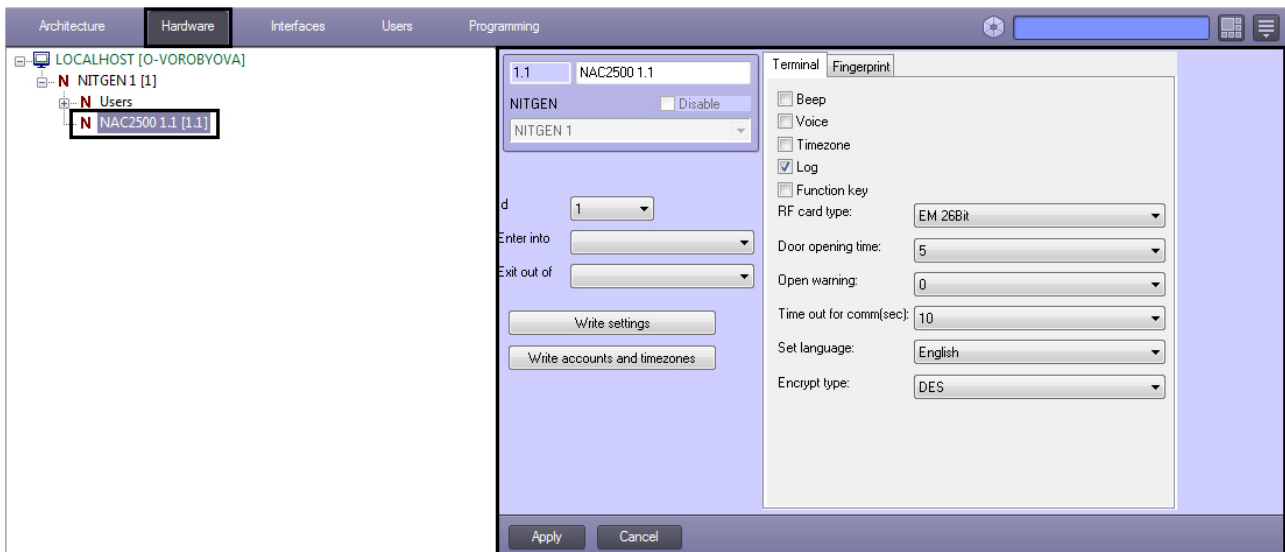 Architecture Hardware Interfaces Users Programming
LOCALHOST [O-VOROBYOVA]
N NITGEN 1 [1]
N Users
N NAC2500 1.1 [1.1]
1.1 NAC2500 1.1
NITGEN Disable
NITGEN 1
d 1
Enter into
Exit out of
Write settings
Write accounts and timezones
Terminal Fingerprint
Beep
Voice
Timezone
Log
Function key
RF card type: EM 26Bit
Door opening time: 5
Open warning: 0
Time out for comm(sec): 10
Set language: English
Encrypt type: DES
Apply Cancel